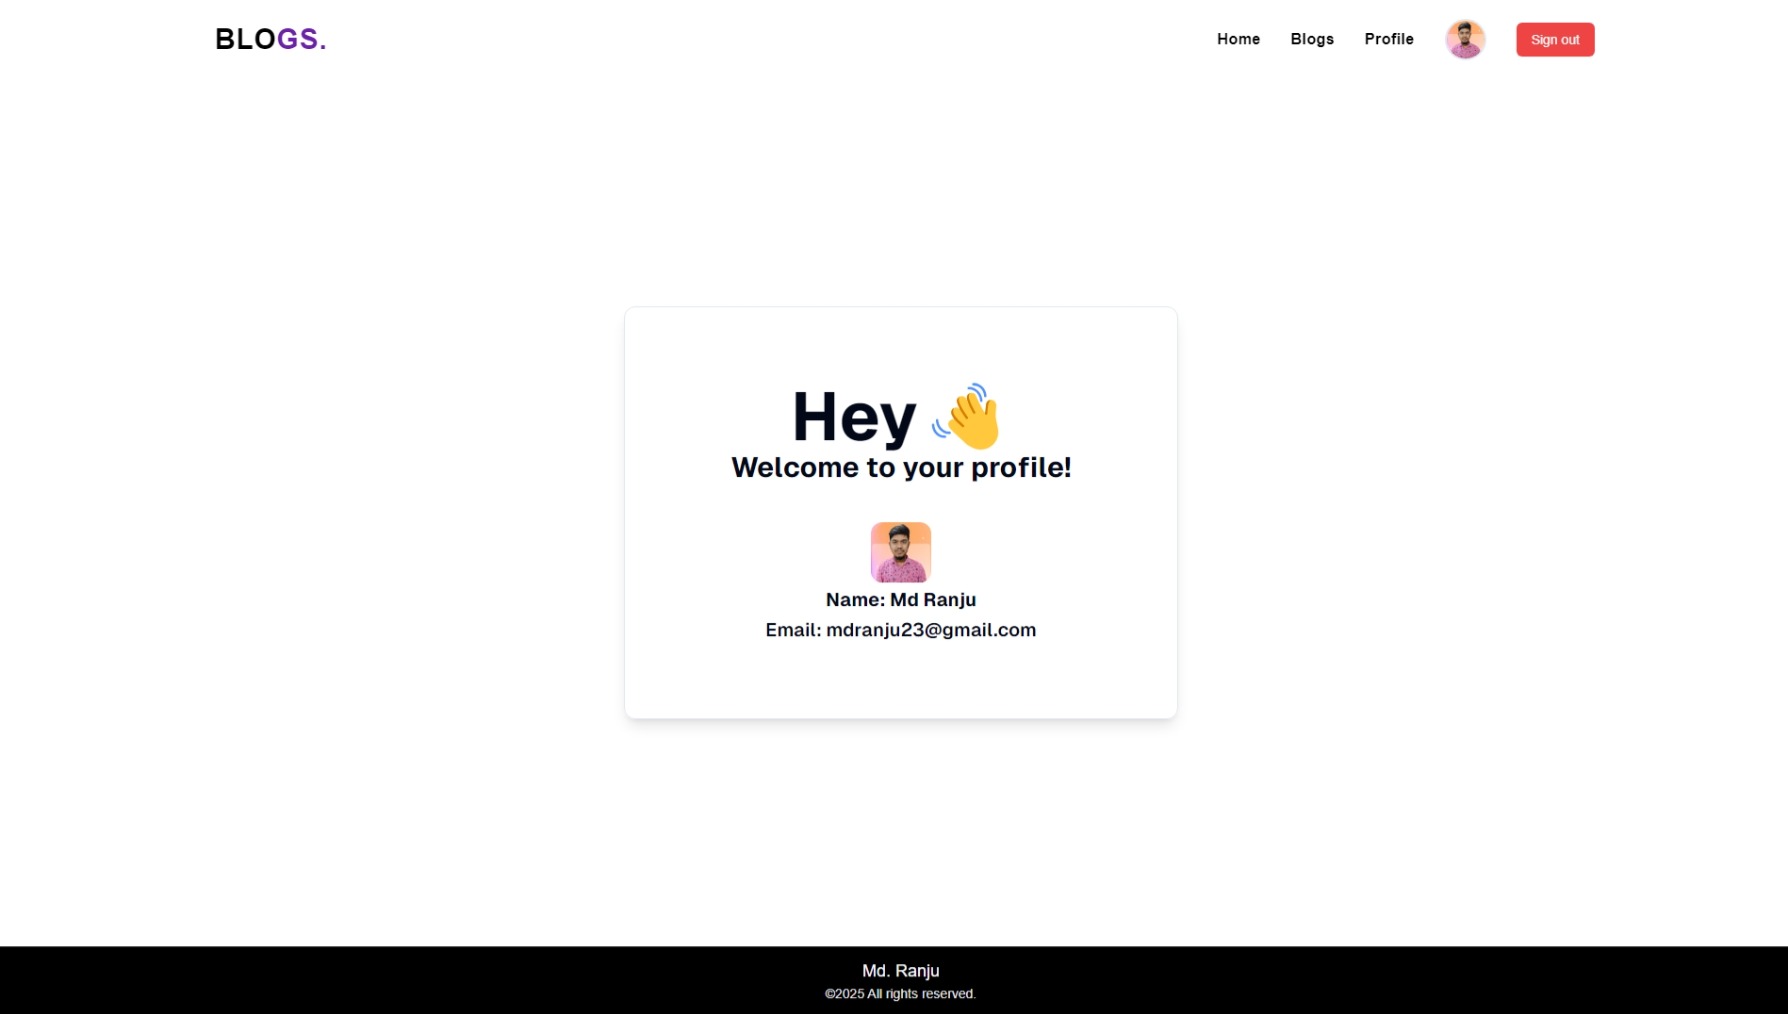 BLOGS.
Home Blogs Profile Sign out
Hey 👋
Welcome to your profile!
Name: Md Ranju
Email: mdranju23@gmail.com
Md. Ranju
©2025 All rights reserved.